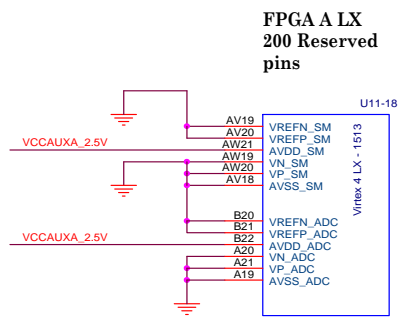 FPGA A LX
200 Reserved
pins
U11-18
AV19 VREFN_SM
AV20 VREFP_SM
VCCAUXA_2.5V AW21 AVDD_SM
AW19 VN_SM
AW20 VP_SM
AV18 AVSS_SM
Virtex 4 LX - 1513
B20 VREFN_ADC
B21 VREFP_ADC
VCCAUXA_2.5V B22 AVDD_ADC
A20 VN_ADC
A21 VP_ADC
A19 AVSS_ADC